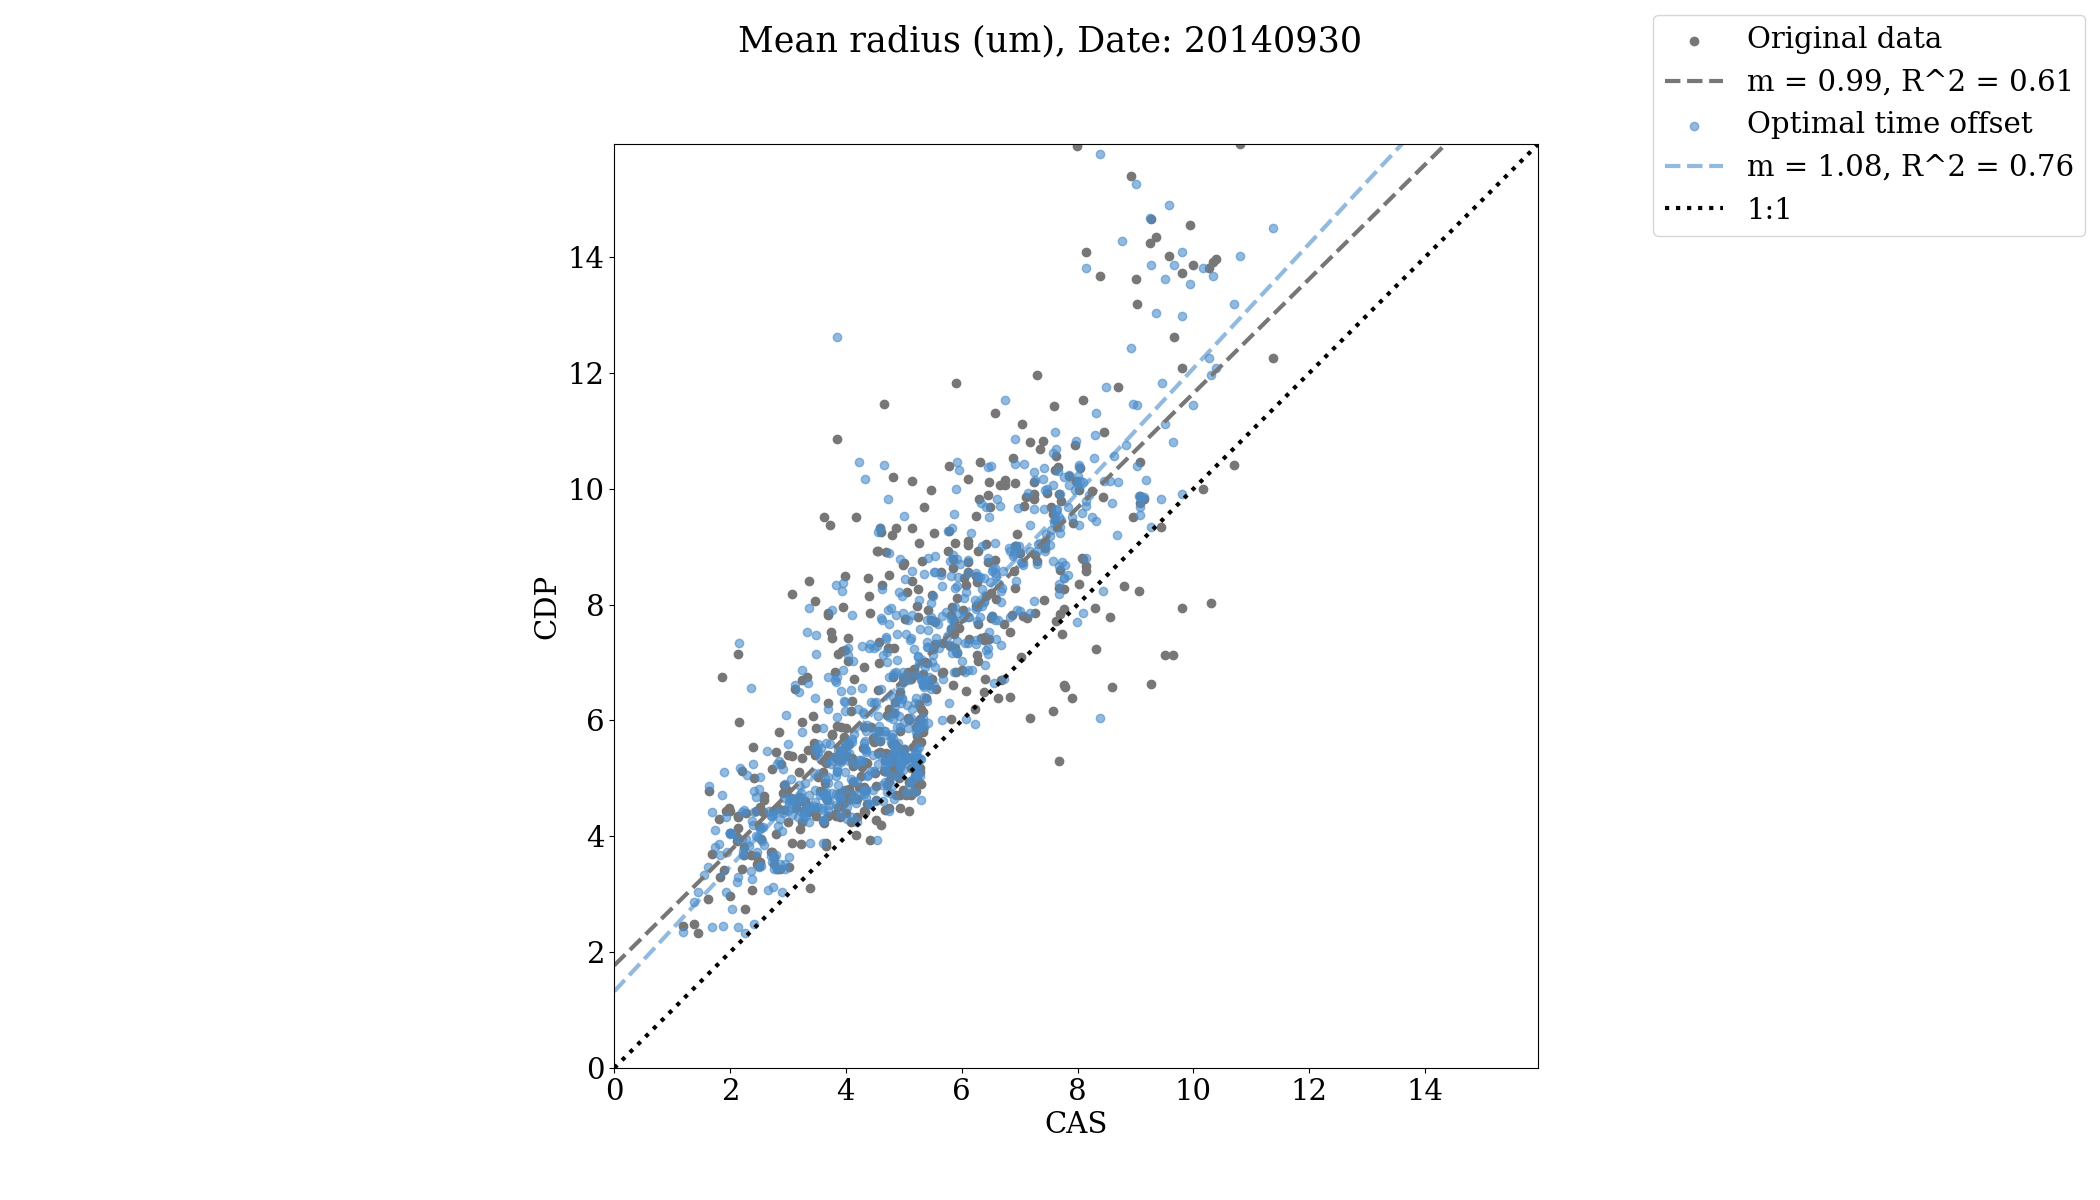 Mean radius (um), Date: 20140930
Original data
m = 0.99, R^2 = 0.61
Optimal time offset
m = 1.08, R^2 = 0.76
1:1
14
12
10
8
6
4
2
0
CDP
0 2 4 6 8 10 12 14
CAS